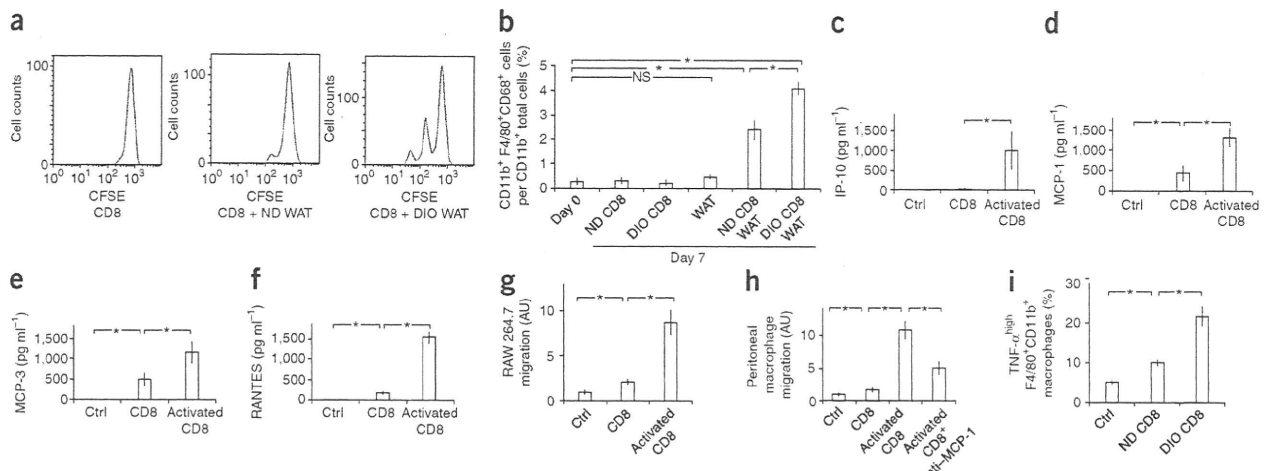 a
Cell counts
100
0
10⁰ 10¹ 10² 10³
CFSE
CD8
Cell counts
100
0
10⁰ 10¹ 10² 10³
CFSE
CD8 + ND WAT
Cell counts
100
0
10⁰ 10¹ 10² 10³
CFSE
CD8 + DIO WAT
b
CD11b⁺ F4/80⁺CD68⁺ cells
per CD11b⁺ total cells (%)
5
4
3
2
1
0
*
*
*
NS
Day 0
ND CD8
DIO CD8
WAT
ND CD8
WAT
DIO CD8
WAT
Day 7
c
IP-10 (pg ml⁻¹)
1,500
1,000
500
0
*
Ctrl CD8 Activated
CD8
d
MCP-1 (pg ml⁻¹)
1,500
1,000
500
0
* *
Ctrl CD8 Activated
CD8
e
MCP-3 (pg ml⁻¹)
1,500
1,000
500
0
* *
Ctrl CD8 Activated
CD8
f
RANTES (pg ml⁻¹)
1,500
1,000
500
0
* *
Ctrl CD8 Activated
CD8
g
RAW 264.7
migration (AU)
10
5
0
* *
Ctrl
CD8
Activated
CD8
h
Peritoneal
macrophage
migration (AU)
10
5
0
* * *
Ctrl
CD8
Activated
CD8
Activated
CD8⁺
nti–MCP-1
i
TNF-α^high
F4/80⁺CD11b⁺
macrophages (%)
30
20
10
0
* *
Ctrl
ND CD8
DIO CD8